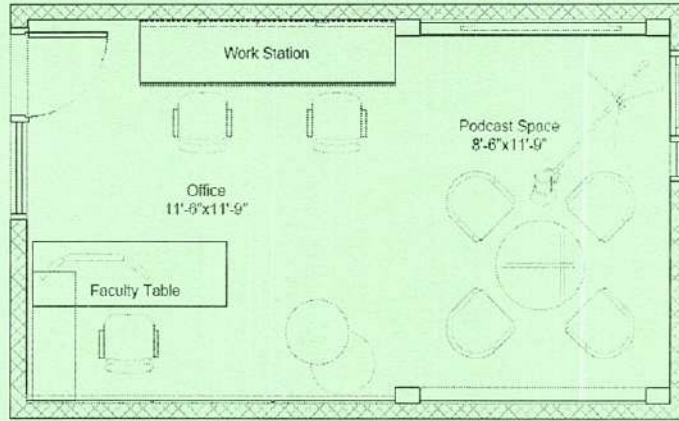 Work Station
Podcast Space
8'-6"x11'-9"
Office
11'-6"x11'-9"
Faculty Table